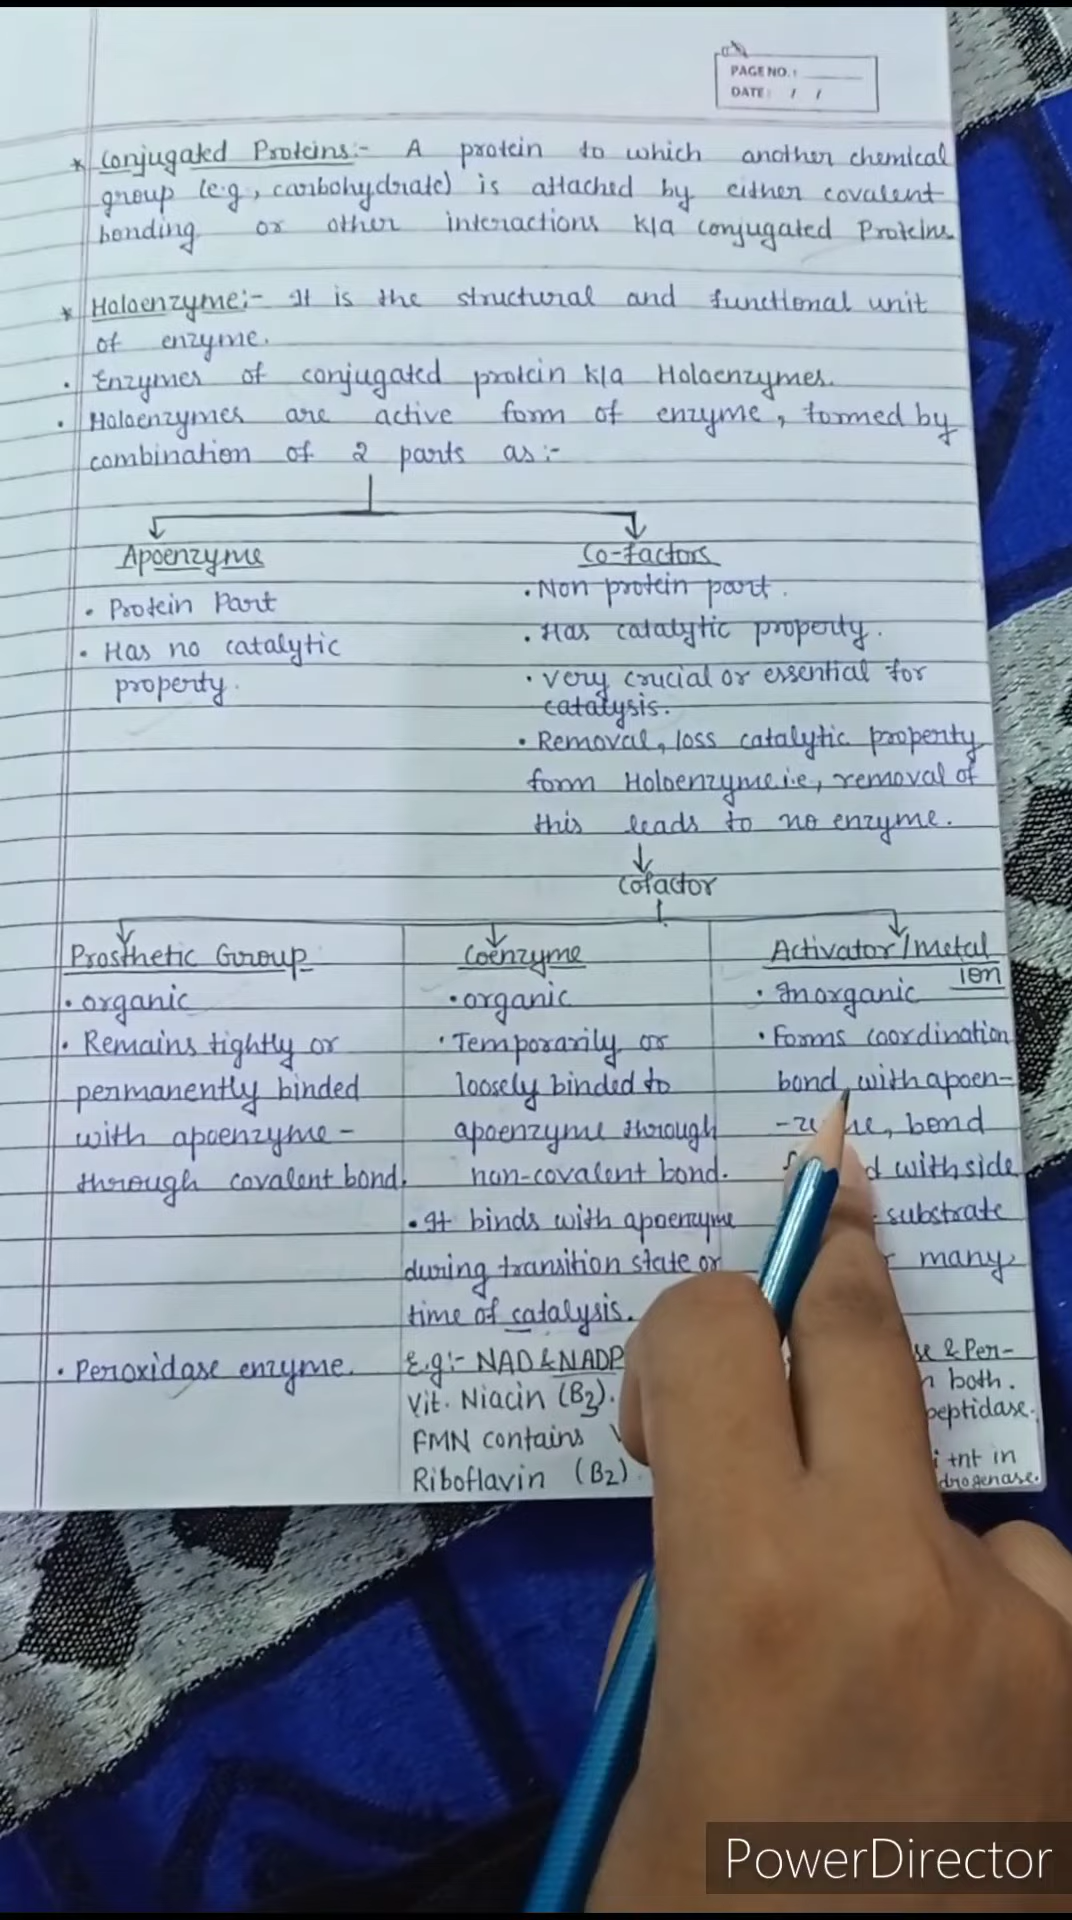 PAGE NO. :
DATE : / /
* Conjugated Proteins:- A protein to which another chemical
group (e.g, carbohydrate) is attached by either covalent
bonding or other interactions k/a conjugated Proteins
* Holoenzyme:- It is the structural and functional unit
of enzyme.
• Enzymes of conjugated protein k/a Holoenzymes.
• Holoenzymes are active form of enzyme, formed by
combination of 2 parts as:-
Apoenzyme
• Protein Part
• Has no catalytic
property.
Co-factors
• Non protein part.
• Has catalytic property.
• very crucial or essential for
catalysis.
• Removal, loss catalytic property
form Holoenzyme i.e, removal of
this leads to no enzyme.
Cofactor
Prosthetic Group
• organic
• Remains tightly or
permanently binded
with apoenzyme -
through covalent bond.
• Peroxidase enzyme.
Coenzyme
• organic
• Temporarily or
loosely binded to
apoenzyme through
non-covalent bond.
• It binds with apoenzyme
during transition state or
time of catalysis.
E.g:- NAD & NADP
Vit. Niacin (B3).
FMN contains
Riboflavin (B2)
Activator/Metal
ion
• Inorganic
• Forms coordination
bond with apoen-
bond
with side
substrate
many
& Per-
both.
peptidase.
in
PowerDirector